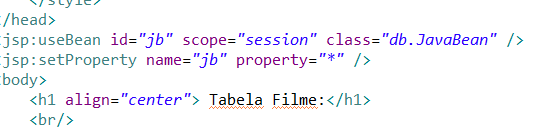 </style>
</head>
jsp:useBean id="jb" scope="session" class="db.JavaBean" />
jsp:setProperty name="jb" property="*" />
<body>
<h1 align="center"> Tabela Filme:</h1>
<br/>